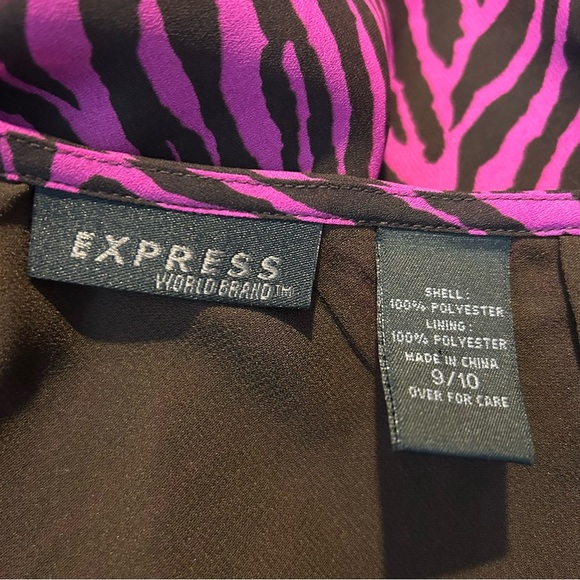 EXPRESS
WORLD BRAND™
SHELL:
100% POLYESTER
LINING:
100% POLYESTER
MADE IN CHINA
9/10
OVER FOR CARE